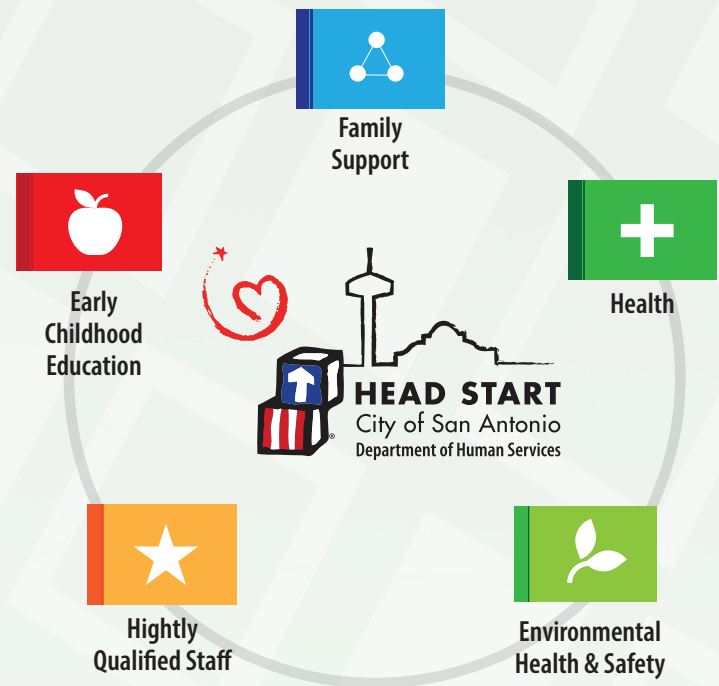 Family
Support
Early
Childhood
Education
Health
HEAD START
City of San Antonio
Department of Human Services
®
Hightly
Qualified Staff
Environmental
Health & Safety